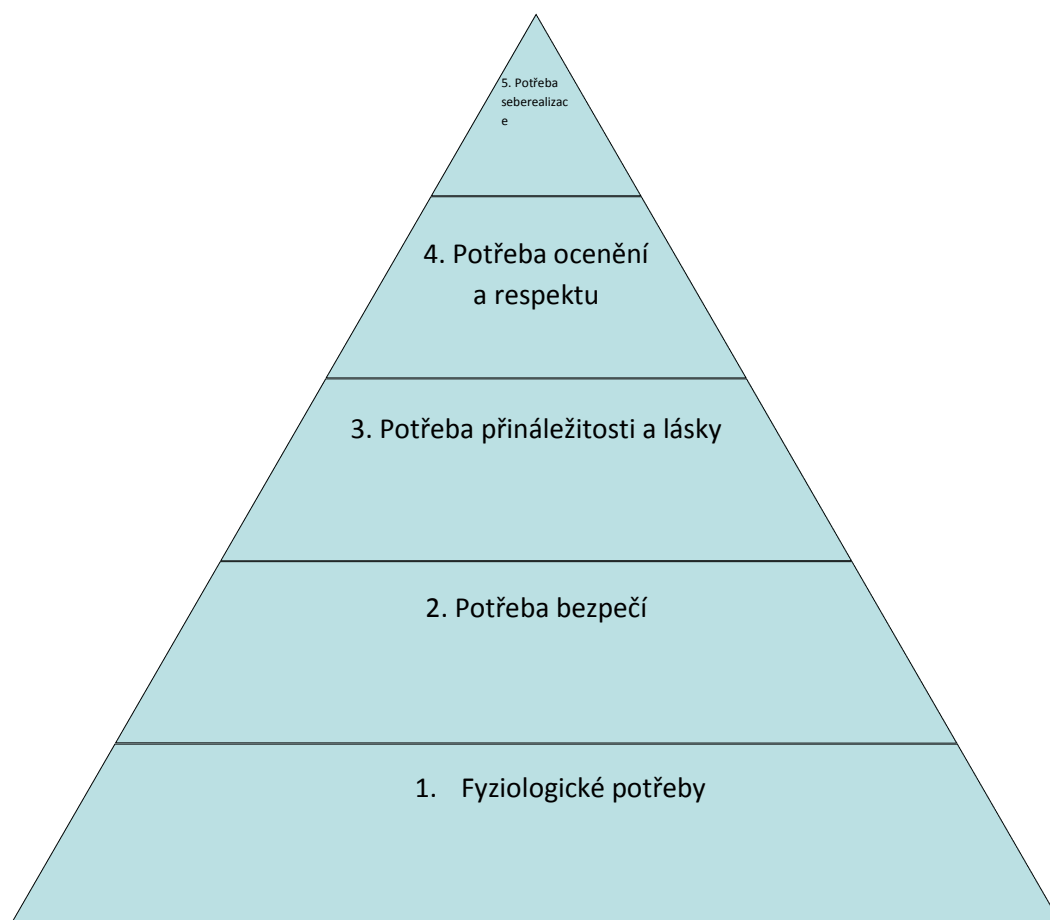 5. Potřeba
seberealizac
e
4. Potřeba ocenění
a respektu
3. Potřeba přináležitosti a lásky
2. Potřeba bezpečí
1. Fyziologické potřeby